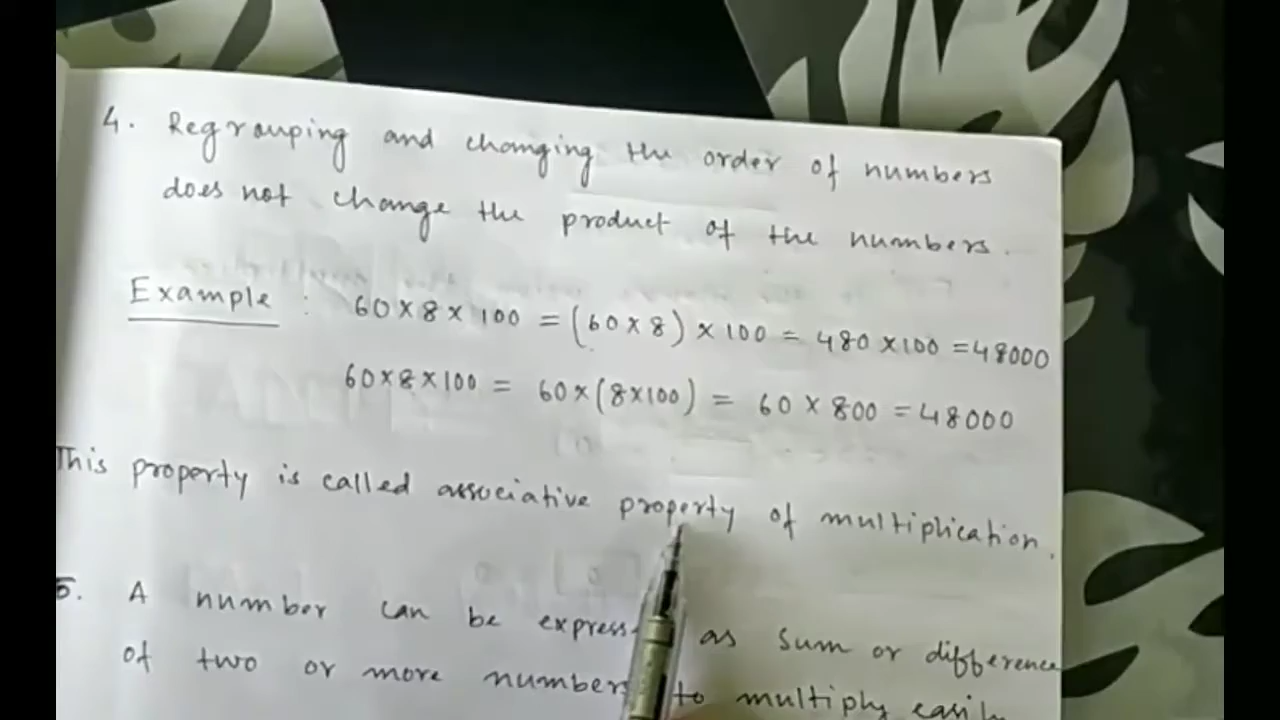 4. Regrouping and changing the order of numbers
does not change the product of the numbers.
Example : 60 × 8 × 100 = (60 × 8) × 100 = 480 × 100 = 48000
60 × 8 × 100 = 60 × (8 × 100) = 60 × 800 = 48000
This property is called associative property of multiplication.
5. A number can be express as sum or difference
of two or more numbers to multiply easily